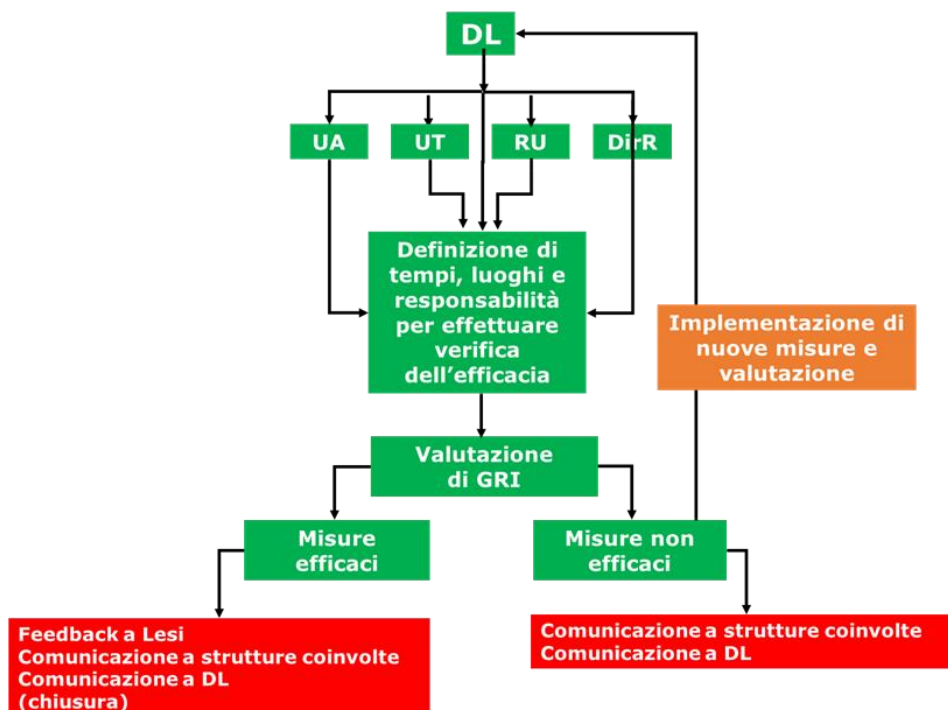 DL
UA
UT
RU
DirR
Definizione di
tempi, luoghi e
responsabilità
per effettuare
verifica
dell'efficacia
Implementazione di
nuove misure e
valutazione
Valutazione
di GRI
Misure
efficaci
Misure non
efficaci
Feedback a Lesi
Comunicazione a strutture coinvolte
Comunicazione a DL
(chiusura)
Comunicazione a strutture coinvolte
Comunicazione a DL